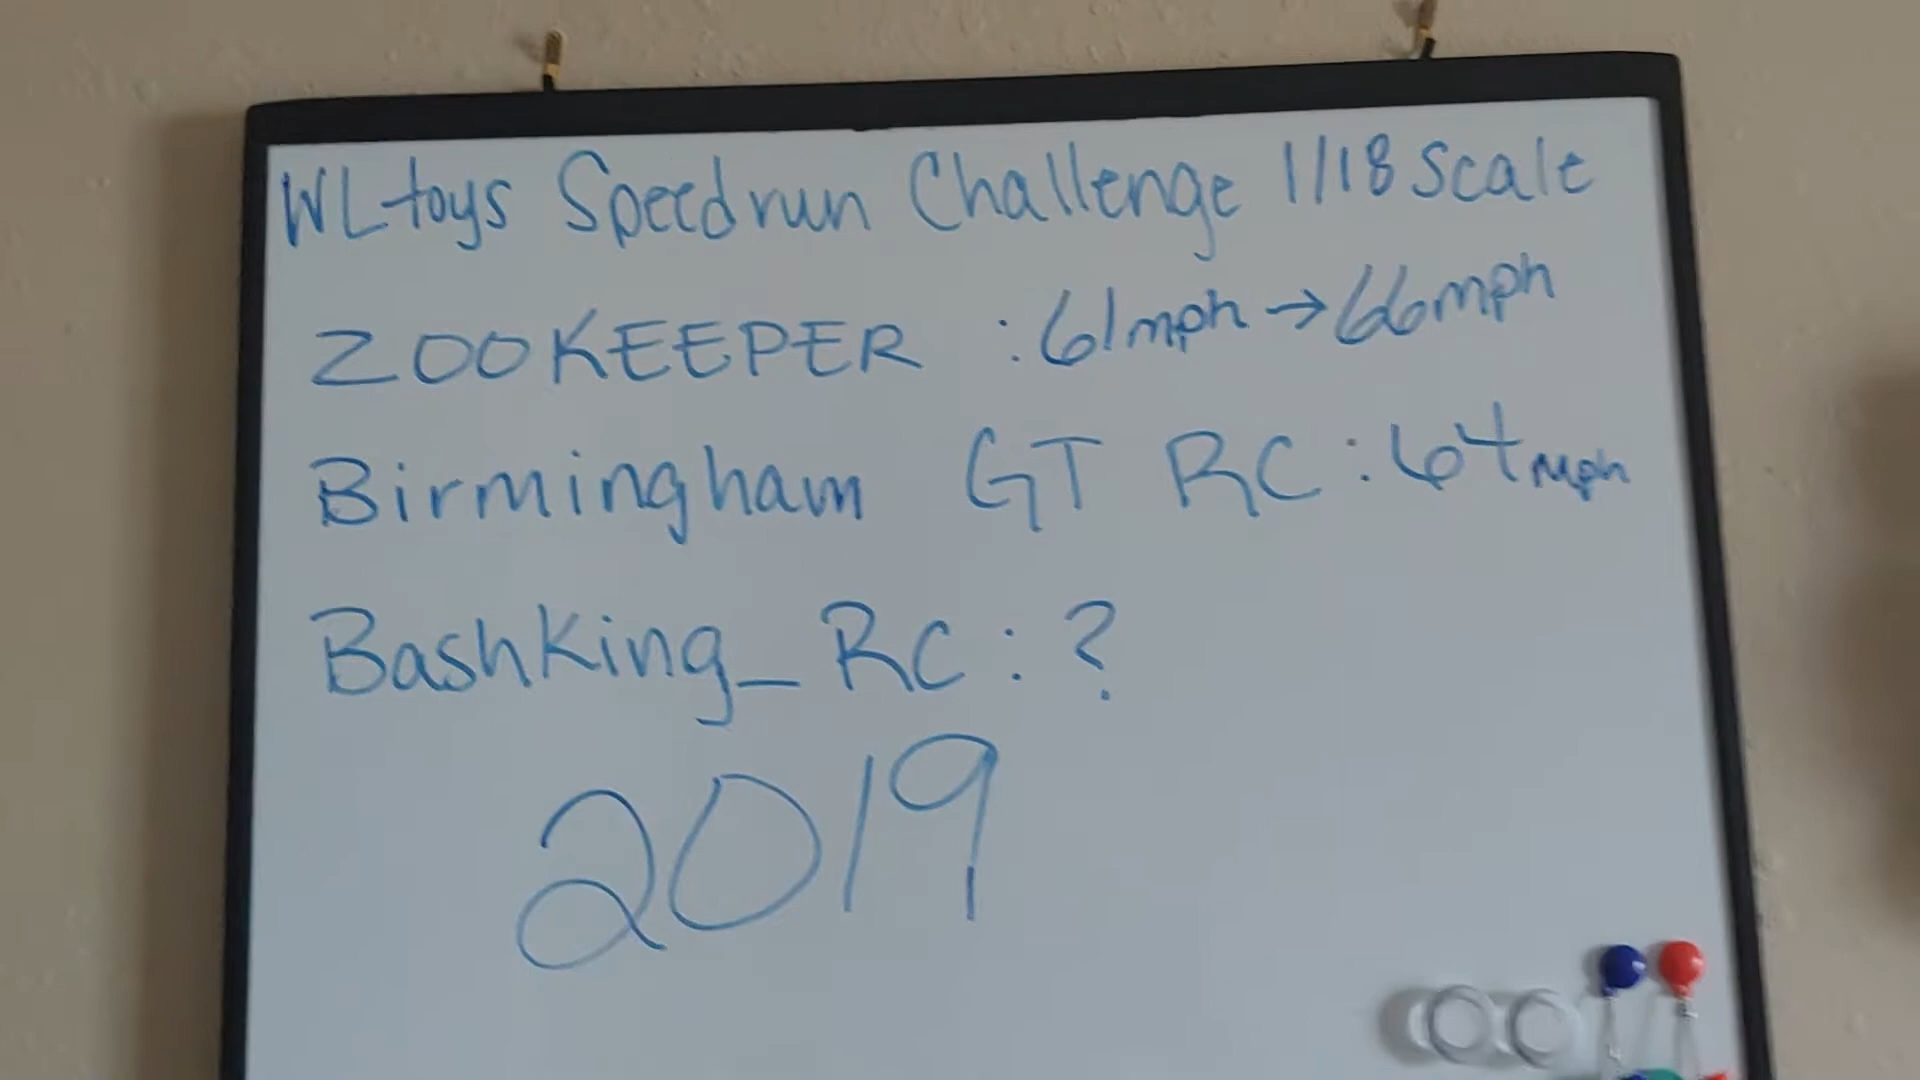 WLtoys Speedrun Challenge 1/18 Scale
ZOOKEEPER : 61mph → 66mph
Birmingham GT RC : 64mph
BashKing_RC : ?
2019